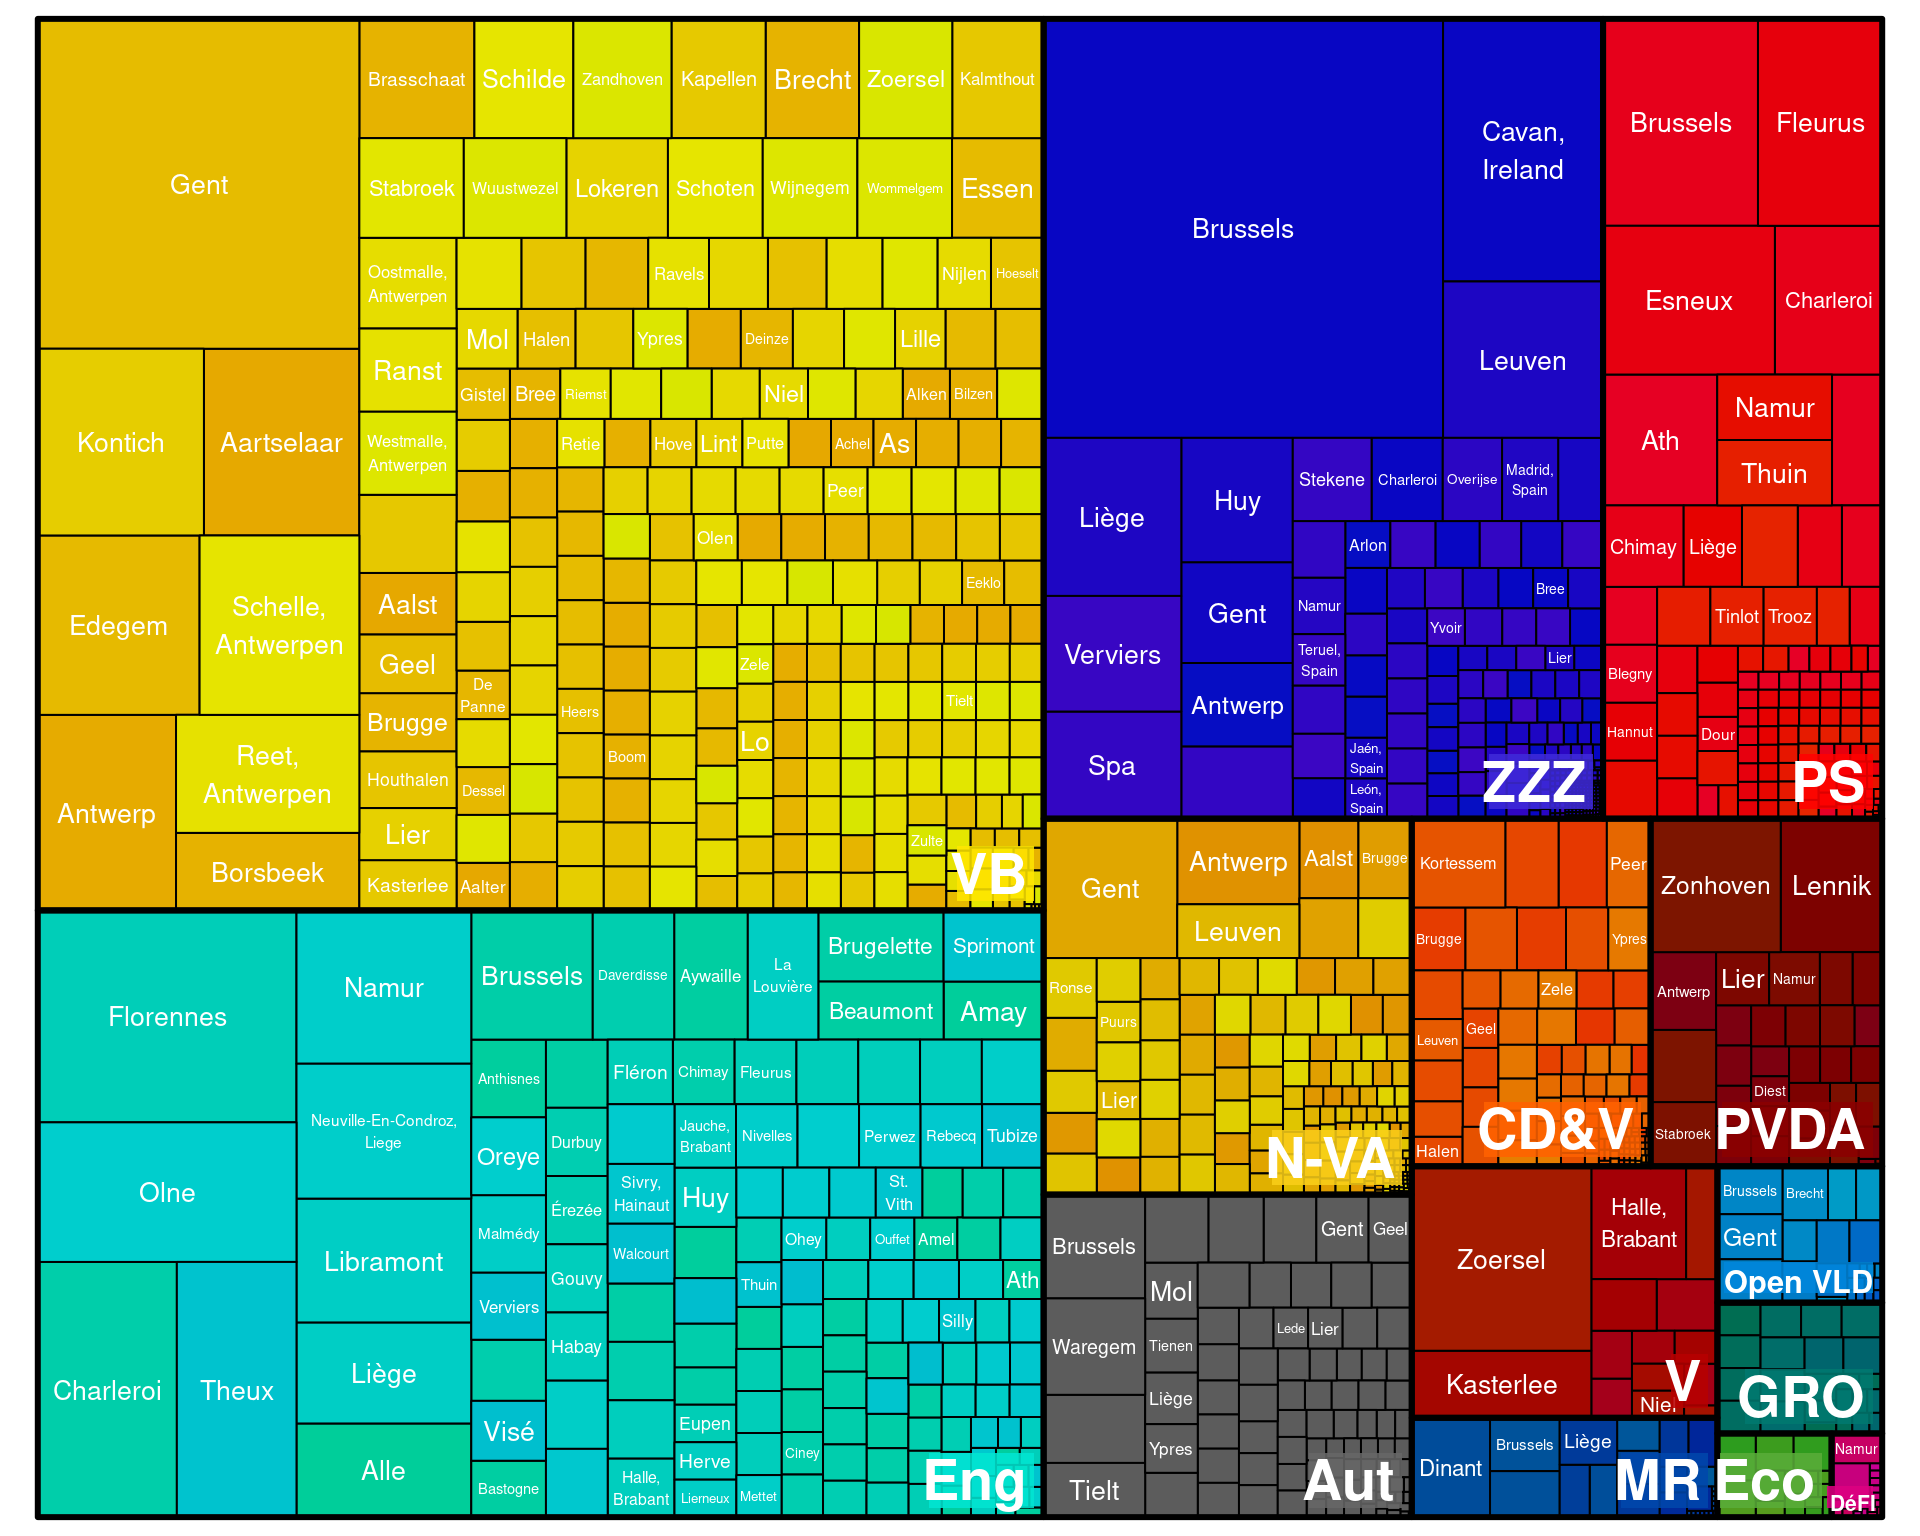 Gent
Brasschaat
Schilde
Zandhoven
Kapellen
Brecht
Zoersel
Kalmthout
Stabroek
Wuustwezel
Lokeren
Schoten
Wijnegem
Wommelgem
Essen
Oostmalle,
Antwerpen
Ravels
Nijlen
Hoeselt
Ranst
Mol
Halen
Ypres
Deinze
Lille
Gistel
Bree
Riemst
Niel
Alken
Bilzen
Kontich
Aartselaar
Westmalle,
Antwerpen
Retie
Hove
Lint
Putte
Achel
As
Peer
Olen
Eeklo
Edegem
Schelle,
Antwerpen
Aalst
Geel
De
Panne
Zele
Tielt
Heers
Brugge
Lo
Boom
Antwerp
Reet,
Antwerpen
Houthalen
Dessel
Lier
Borsbeek
Kasterlee
Aalter
Zulte
VB
Brussels
Cavan,
Ireland
Leuven
Liège
Huy
Stekene
Charleroi
Overijse
Madrid,
Spain
Arlon
Gent
Namur
Bree
Yvoir
Verviers
Teruel,
Spain
Lier
Antwerp
Spa
Jaén,
Spain
León,
Spain
ZZZ
Brussels
Fleurus
Esneux
Charleroi
Ath
Namur
Thuin
Chimay
Liège
Tinlot
Trooz
Blegny
Hannut
Dour
PS
Florennes
Namur
Brussels
Daverdisse
Aywaille
La
Louvière
Brugelette
Sprimont
Beaumont
Amay
Neuville-En-Condroz,
Liege
Anthisnes
Fléron
Chimay
Fleurus
Olne
Oreye
Durbuy
Jauche,
Brabant
Nivelles
Perwez
Rebecq
Tubize
Sivry,
Hainaut
Huy
St.
Vith
Érezée
Libramont
Malmédy
Walcourt
Ohey
Ouffet
Amel
Gouvy
Thuin
Ath
Charleroi
Theux
Liège
Verviers
Habay
Silly
Visé
Eupen
Alle
Herve
Ciney
Bastogne
Halle,
Brabant
Lierneux
Mettet
Eng
Gent
Antwerp
Aalst
Brugge
Leuven
Ronse
Puurs
Lier
N-VA
Kortessem
Peer
Brugge
Ypres
Zele
Leuven
Geel
Halen
CD&V
Zonhoven
Lennik
Antwerp
Lier
Namur
Diest
Stabroek
PVDA
Brussels
Gent
Geel
Mol
Waregem
Tienen
Lede
Lier
Liège
Ypres
Tielt
Aut
Zoersel
Halle,
Brabant
Kasterlee
V
Brussels
Brecht
Gent
Open VLD
GRO
Dinant
Brussels
Liège
MR
Eco
Namur
DéFI